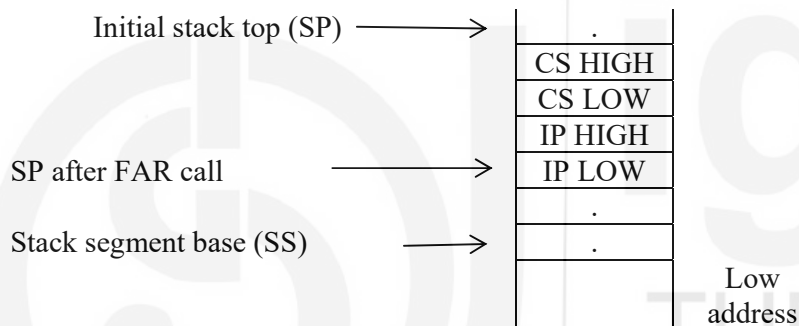 Initial stack top (SP) .
CS HIGH
CS LOW
IP HIGH
SP after FAR call IP LOW
.
Stack segment base (SS) .
Low
address